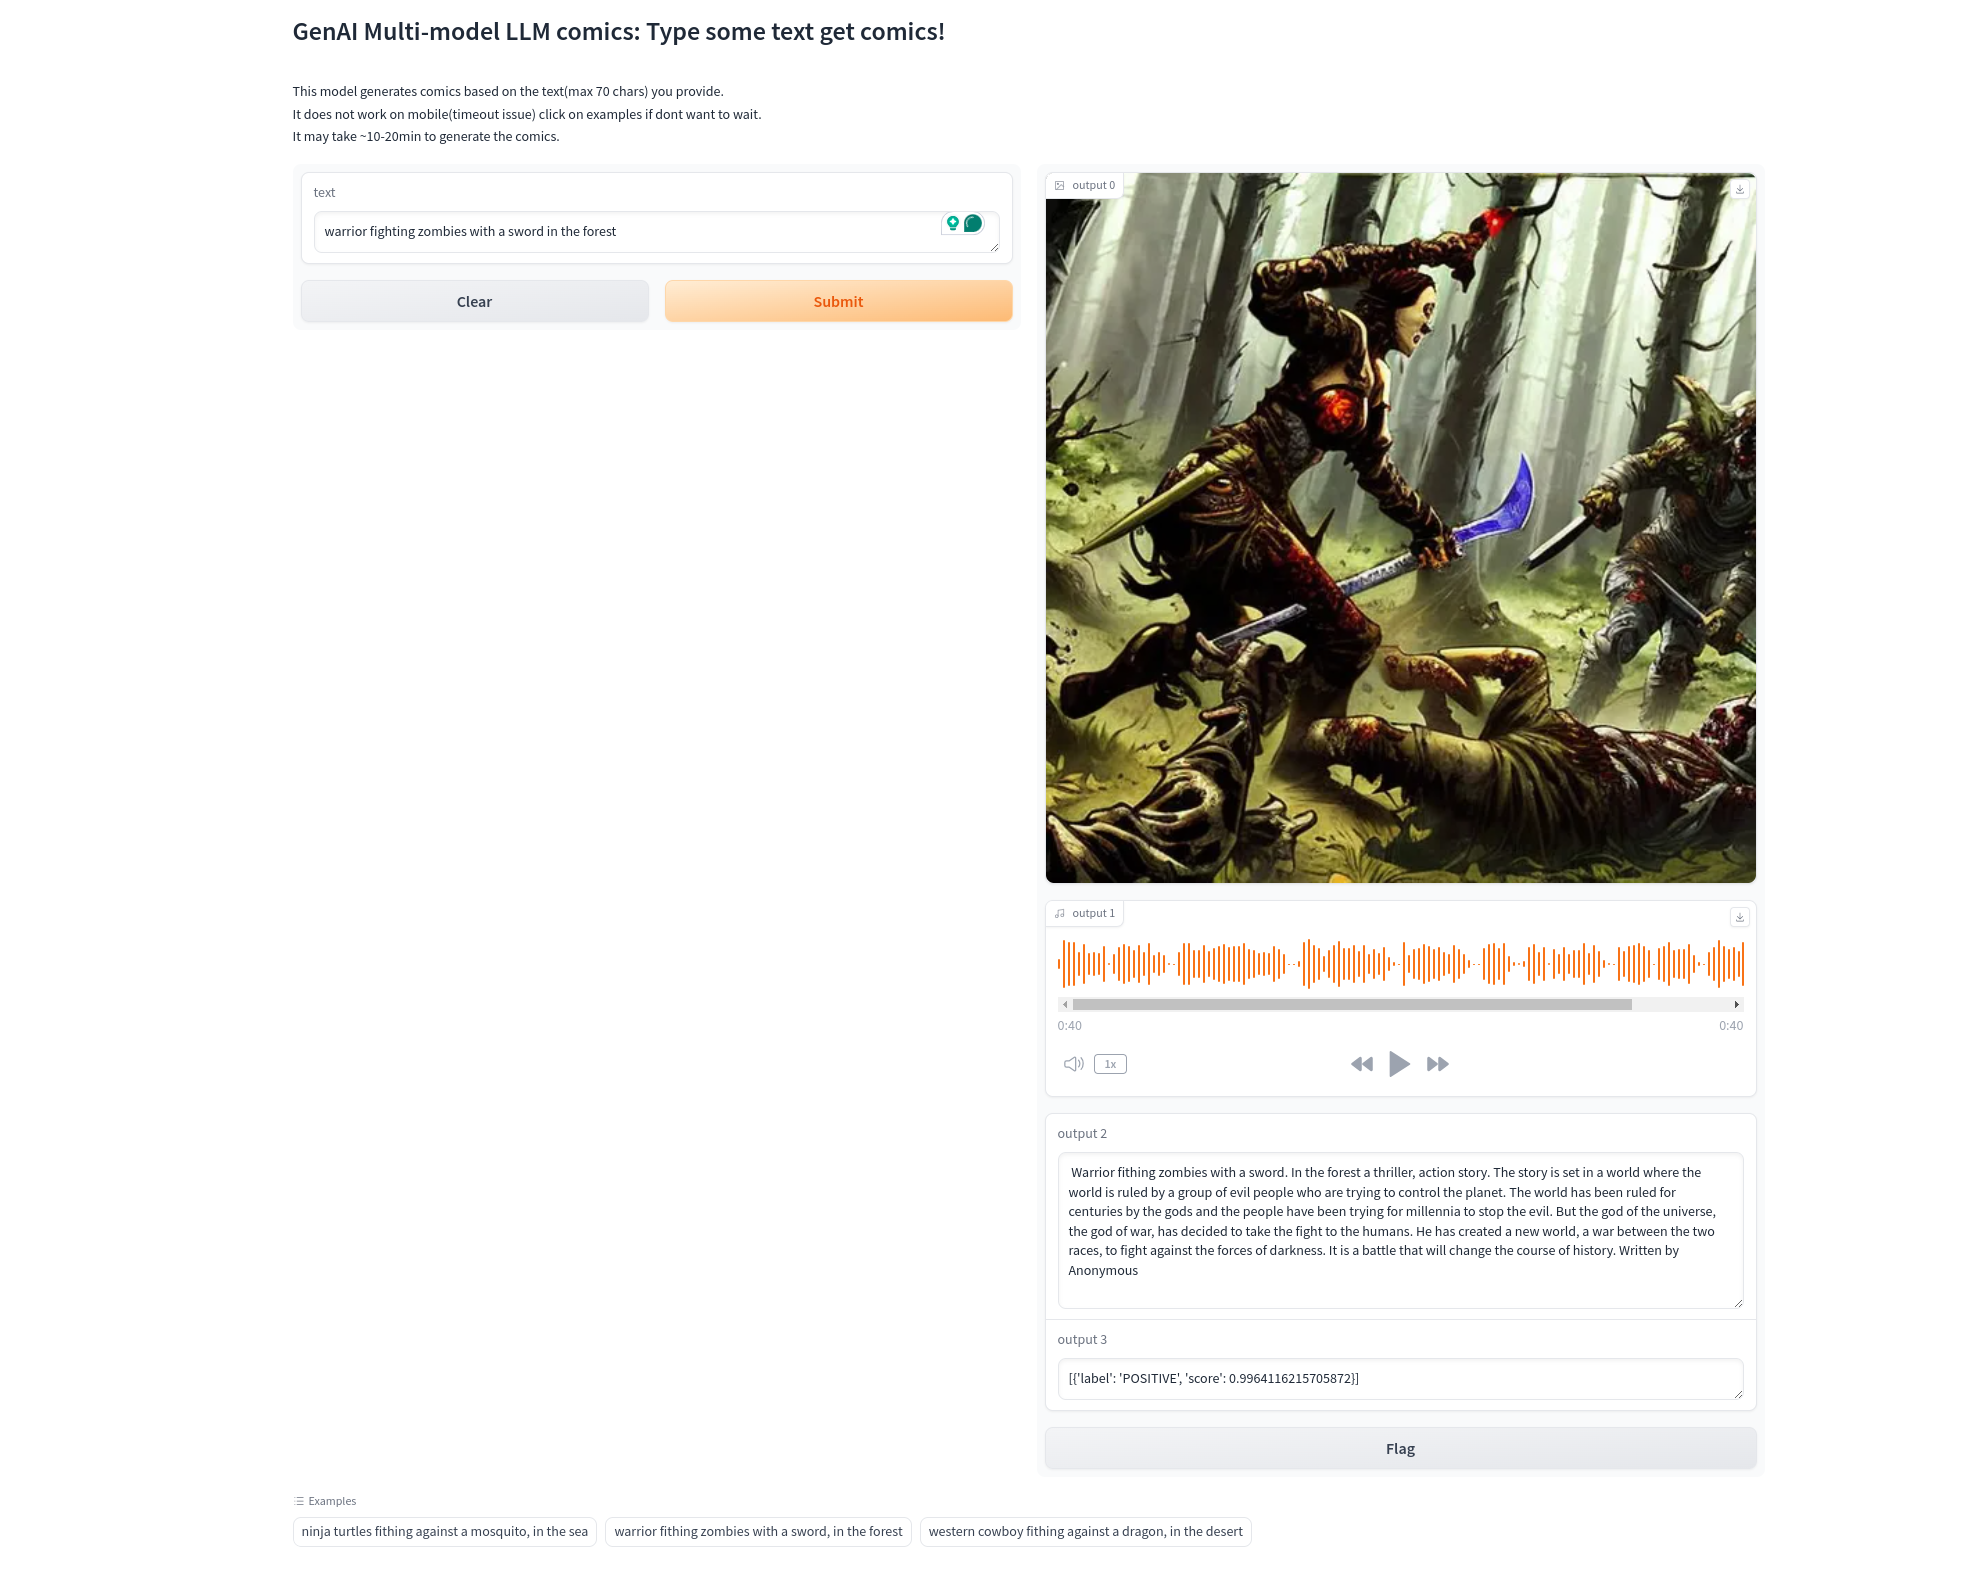 GenAI Multi-model LLM comics: Type some text get comics!
This model generates comics based on the text(max 70 chars) you provide.
It does not work on mobile(timeout issue) click on examples if dont want to wait.
It may take ~10-20min to generate the comics.
text
warrior fighting zombies with a sword in the forest
Clear
Submit
output 0
output 1
0:40
0:40
1x
output 2
Warrior fithing zombies with a sword. In the forest a thriller, action story. The story is set in a world where the
world is ruled by a group of evil people who are trying to control the planet. The world has been ruled for
centuries by the gods and the people have been trying for millennia to stop the evil. But the god of the universe,
the god of war, has decided to take the fight to the humans. He has created a new world, a war between the two
races, to fight against the forces of darkness. It is a battle that will change the course of history. Written by
Anonymous
output 3
[{'label': 'POSITIVE', 'score': 0.9964116215705872}]
Flag
Examples
ninja turtles fithing against a mosquito, in the sea
warrior fithing zombies with a sword, in the forest
western cowboy fithing against a dragon, in the desert